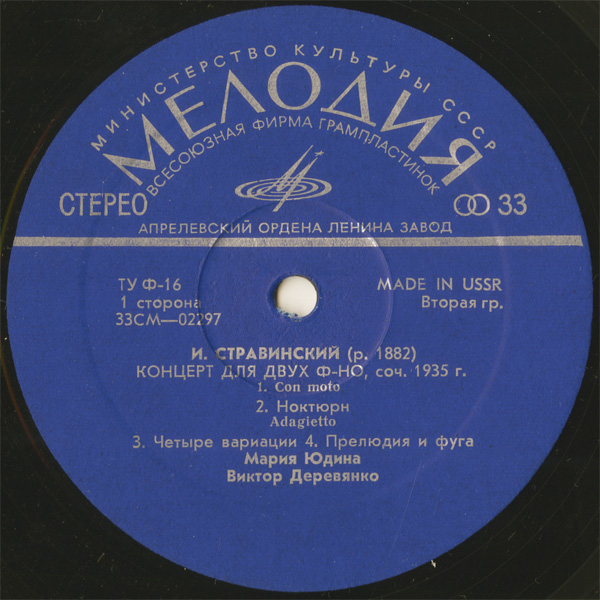 МИНИСТЕРСТВО КУЛЬТУРЫ СССР
МЕЛОДИЯ
ВСЕСОЮЗНАЯ ФИРМА ГРАМПЛАСТИНОК
СТЕРЕО
33
АПРЕЛЕВСКИЙ ОРДЕНА ЛЕНИНА ЗАВОД
ТУ Ф-16
MADE IN USSR
1 сторона
Вторая гр.
33СМ—02297
И. СТРАВИНСКИЙ (р. 1882)
КОНЦЕРТ ДЛЯ ДВУХ Ф-НО, соч. 1935 г.
1. Con moto
2. Ноктюрн
Adagietto
3. Четыре вариации 4. Прелюдия и фуга
Мария Юдина
Виктор Деревянко